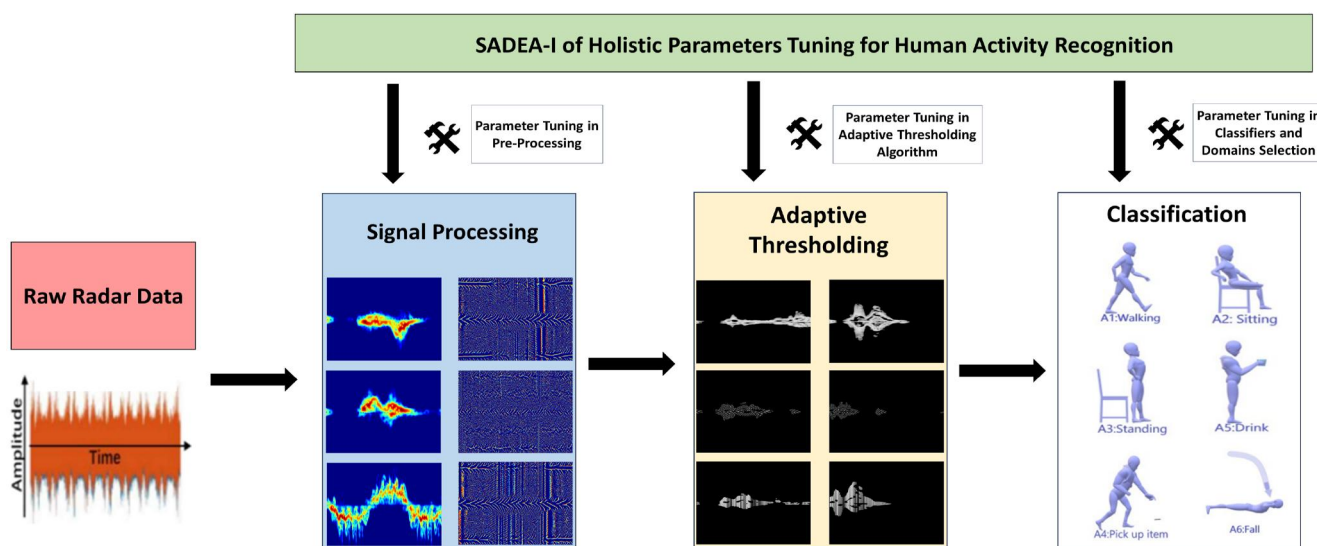 SADEA-I of Holistic Parameters Tuning for Human Activity Recognition
Parameter Tuning in
Pre-Processing
Parameter Tuning in
Adaptive Thresholding
Algorithm
Parameter Tuning in
Classifiers and
Domains Selection
Raw Radar Data
Amplitude
Time
Signal Processing
Adaptive
Thresholding
Classification
A1:Walking
A2: Sitting
A3:Standing
A5:Drink
A4:Pick up item
A6:Fall